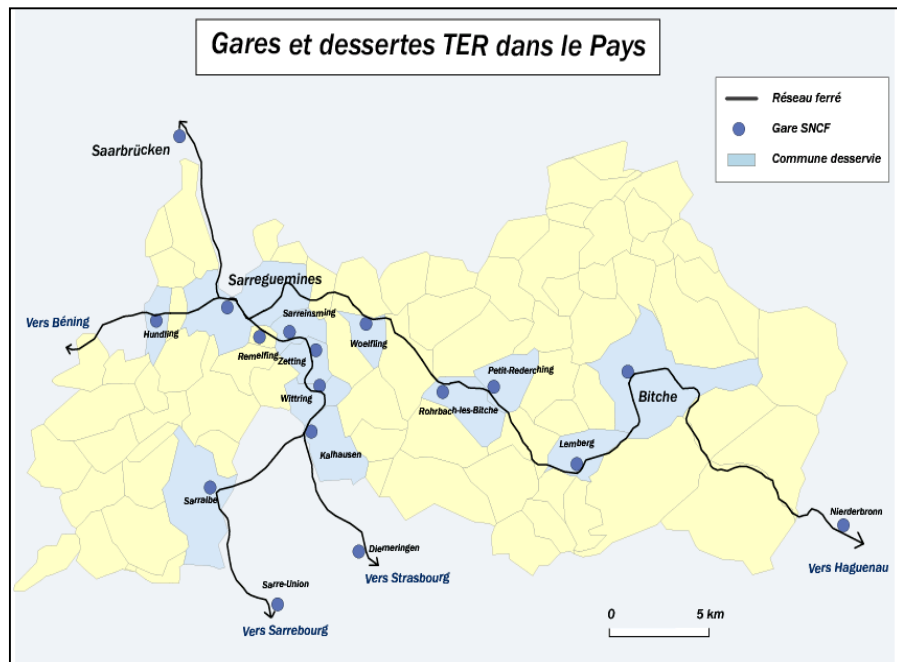 Gares et dessertes TER dans le Pays
Réseau ferré
Gare SNCF
Commune desservie
Saarbrücken
Sarreguemines
Sarreinsming
Vers Béning
Hundling
Remelfing
Woelfling
Zetting
Petit-Rederching
Wittring
Rohrbach-les-Bitche
Bitche
Lemberg
Kalhausen
Sarralbe
Nierderbronn
Diemeringen
Vers Haguenau
Vers Strasbourg
Sarre-Union
Vers Sarrebourg
0 5 km